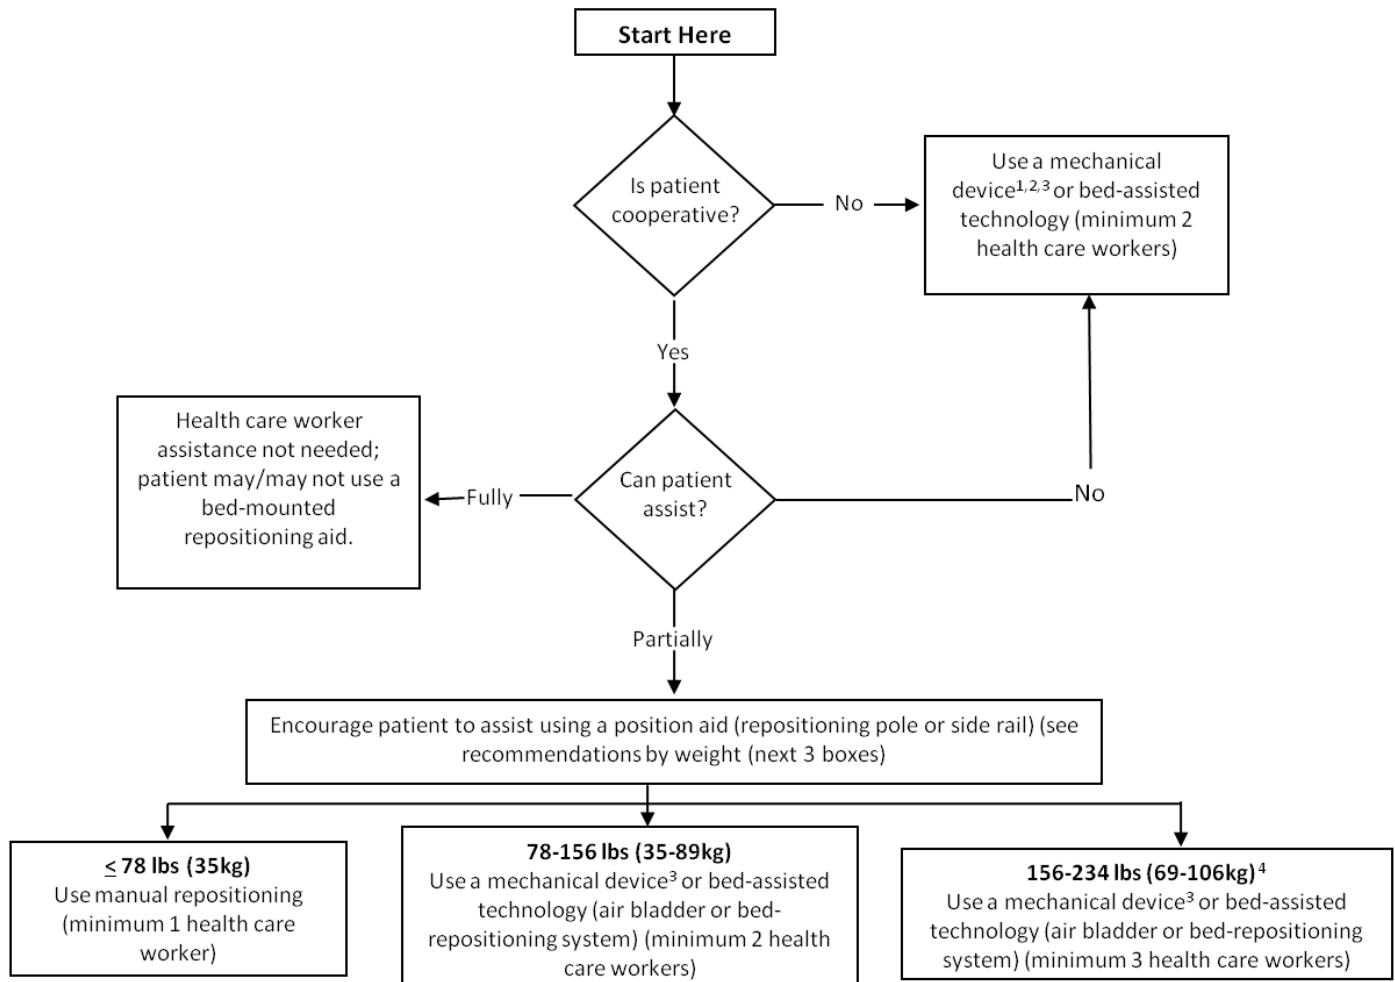 Start Here
Is patient
cooperative?
No
Use a mechanical
device1,2,3 or bed-assisted
technology (minimum 2
health care workers)
Yes
Health care worker
assistance not needed;
patient may/may not use a
bed-mounted
repositioning aid.
Fully
Can patient
assist?
No
Partially
Encourage patient to assist using a position aid (repositioning pole or side rail) (see
recommendations by weight (next 3 boxes)
≤ 78 lbs (35kg)
Use manual repositioning
(minimum 1 health care
worker)
78-156 lbs (35-89kg)
Use a mechanical device3 or bed-assisted
technology (air bladder or bed-
repositioning system) (minimum 2 health
care workers)
156-234 lbs (69-106kg)4
Use a mechanical device3 or bed-assisted
technology (air bladder or bed-repositioning
system) (minimum 3 health care workers)